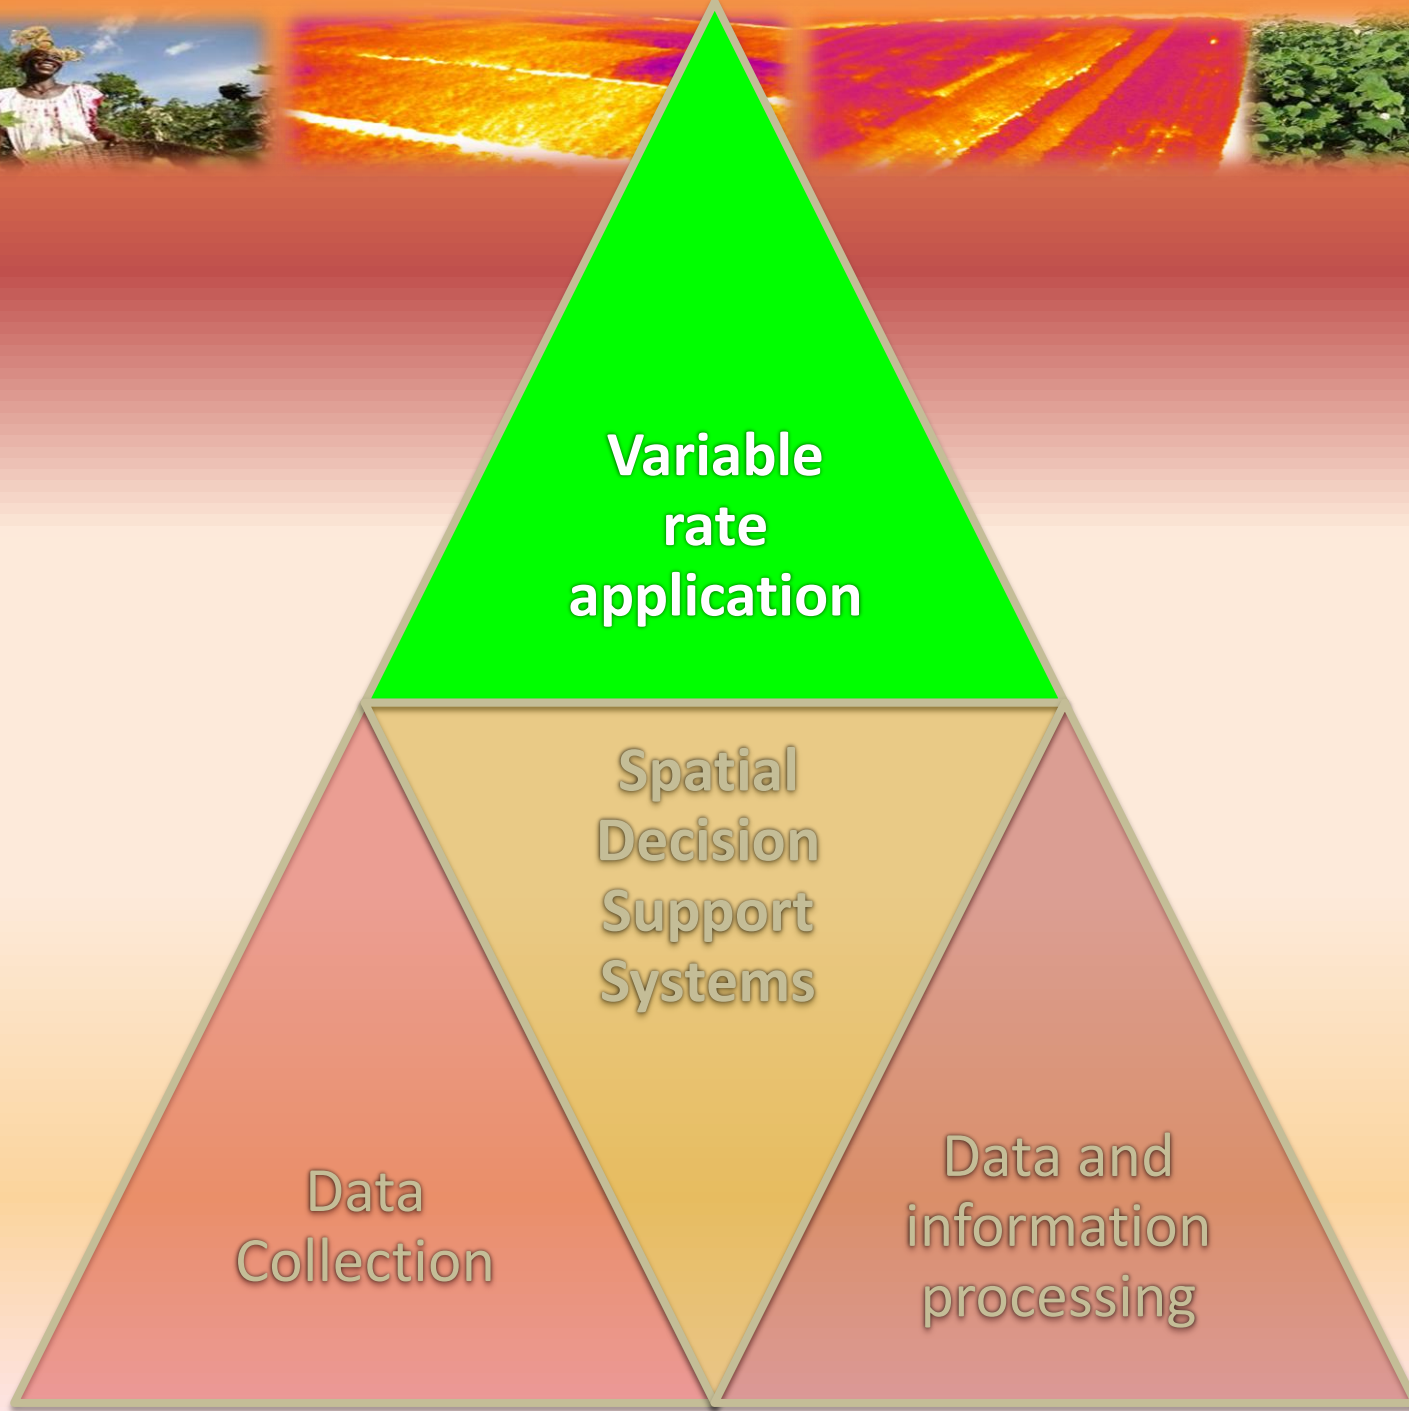 Variable
rate
application
Spatial
Decision
Support
Systems
Data
Collection
Data and
information
processing